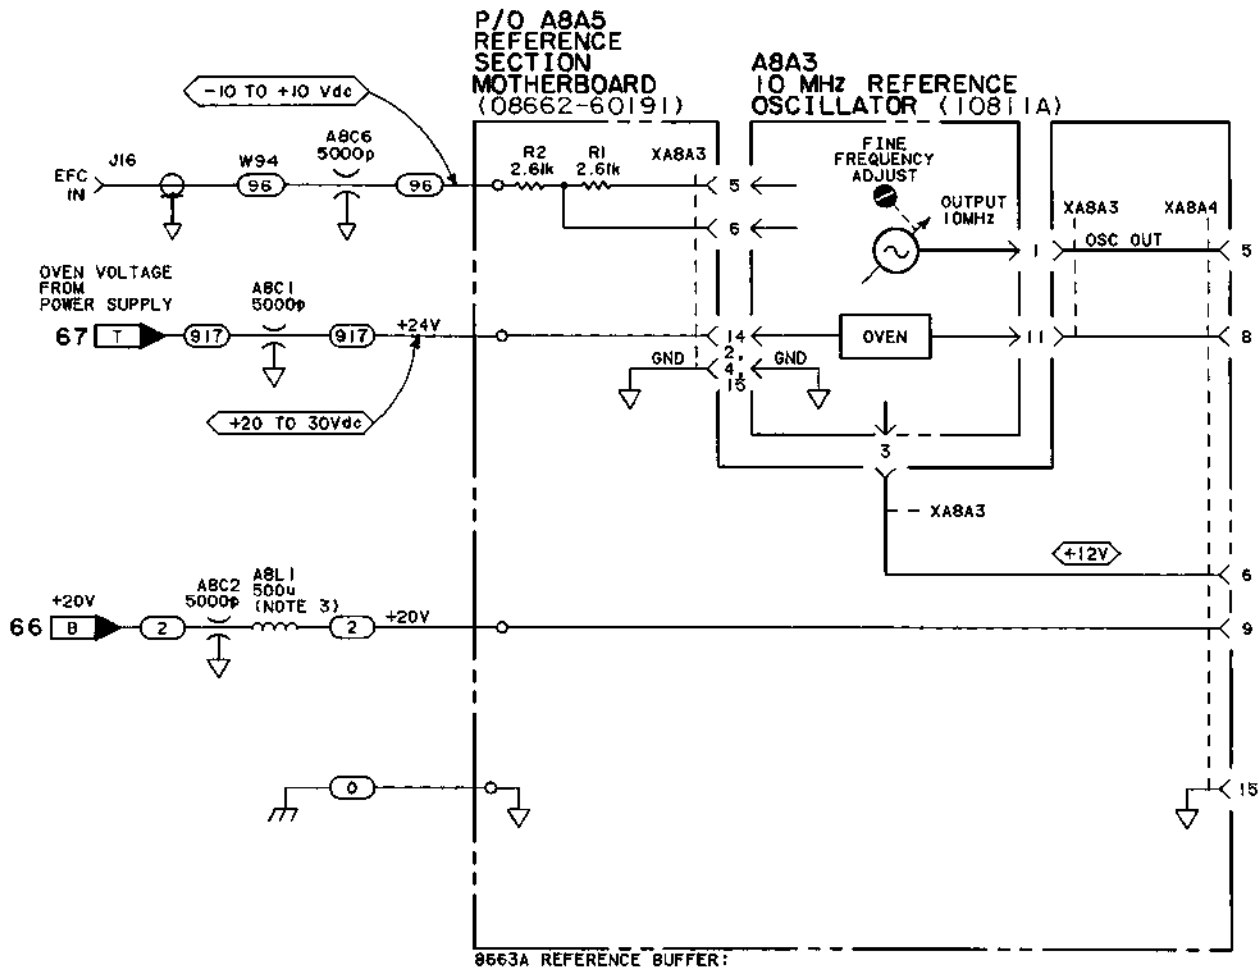 P/O A8A5
REFERENCE
SECTION
MOTHERBOARD
(08662-60191)
A8A3
10 MHz REFERENCE
OSCILLATOR (10811A)
-10 TO +10 Vdc
A8C6
5000p
J16
W94
EFC
IN
96
96
R2
2.61k
R1
2.61k
XA8A3
5
6
FINE
FREQUENCY
ADJUST
OUTPUT
10MHZ
1
XA8A3
XA8A4
OSC OUT
5
OVEN VOLTAGE
FROM
POWER SUPPLY
A8C1
5000p
67
T
917
917
+24V
14
OVEN
11
8
GND
2,
4,
15
GND
+20 TO 30Vdc
3
XA8A3
+12V
6
+20V
66
B
2
A8C2
5000p
A8L1
500u
(NOTE 3)
2
+20V
9
0
15
8663A REFERENCE BUFFER: